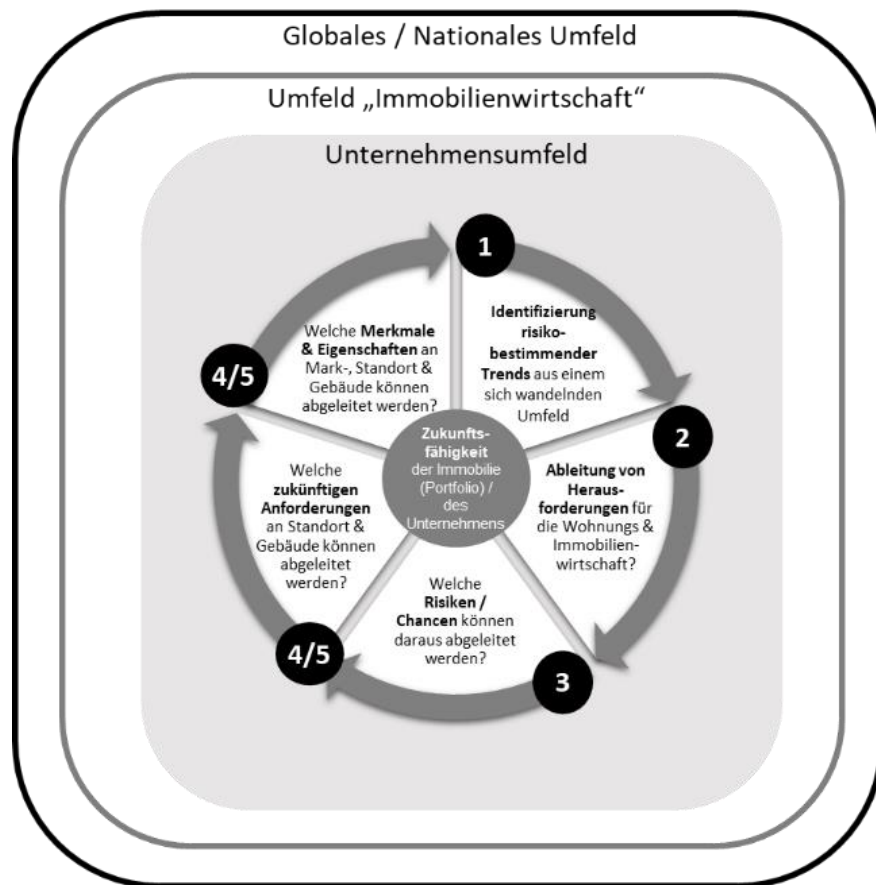 Globales / Nationales Umfeld
Umfeld „Immobilienwirtschaft“
Unternehmensumfeld
1
Identifizierung
risiko-
bestimmender
Trends aus einem
sich wandelnden
Umfeld
2
Ableitung von
Heraus-
forderungen für
die Wohnungs &
Immobilien-
wirtschaft?
3
Welche
Risiken /
Chancen können
daraus abgeleitet
werden?
4/5
Welche
zukünftigen
Anforderungen
an Standort &
Gebäude können
abgeleitet
werden?
4/5
Welche Merkmale
& Eigenschaften an
Mark-, Standort &
Gebäude können
abgeleitet werden?
Zukunfts-
fähigkeit
der Immobilie
(Portfolio) /
des
Unternehmens